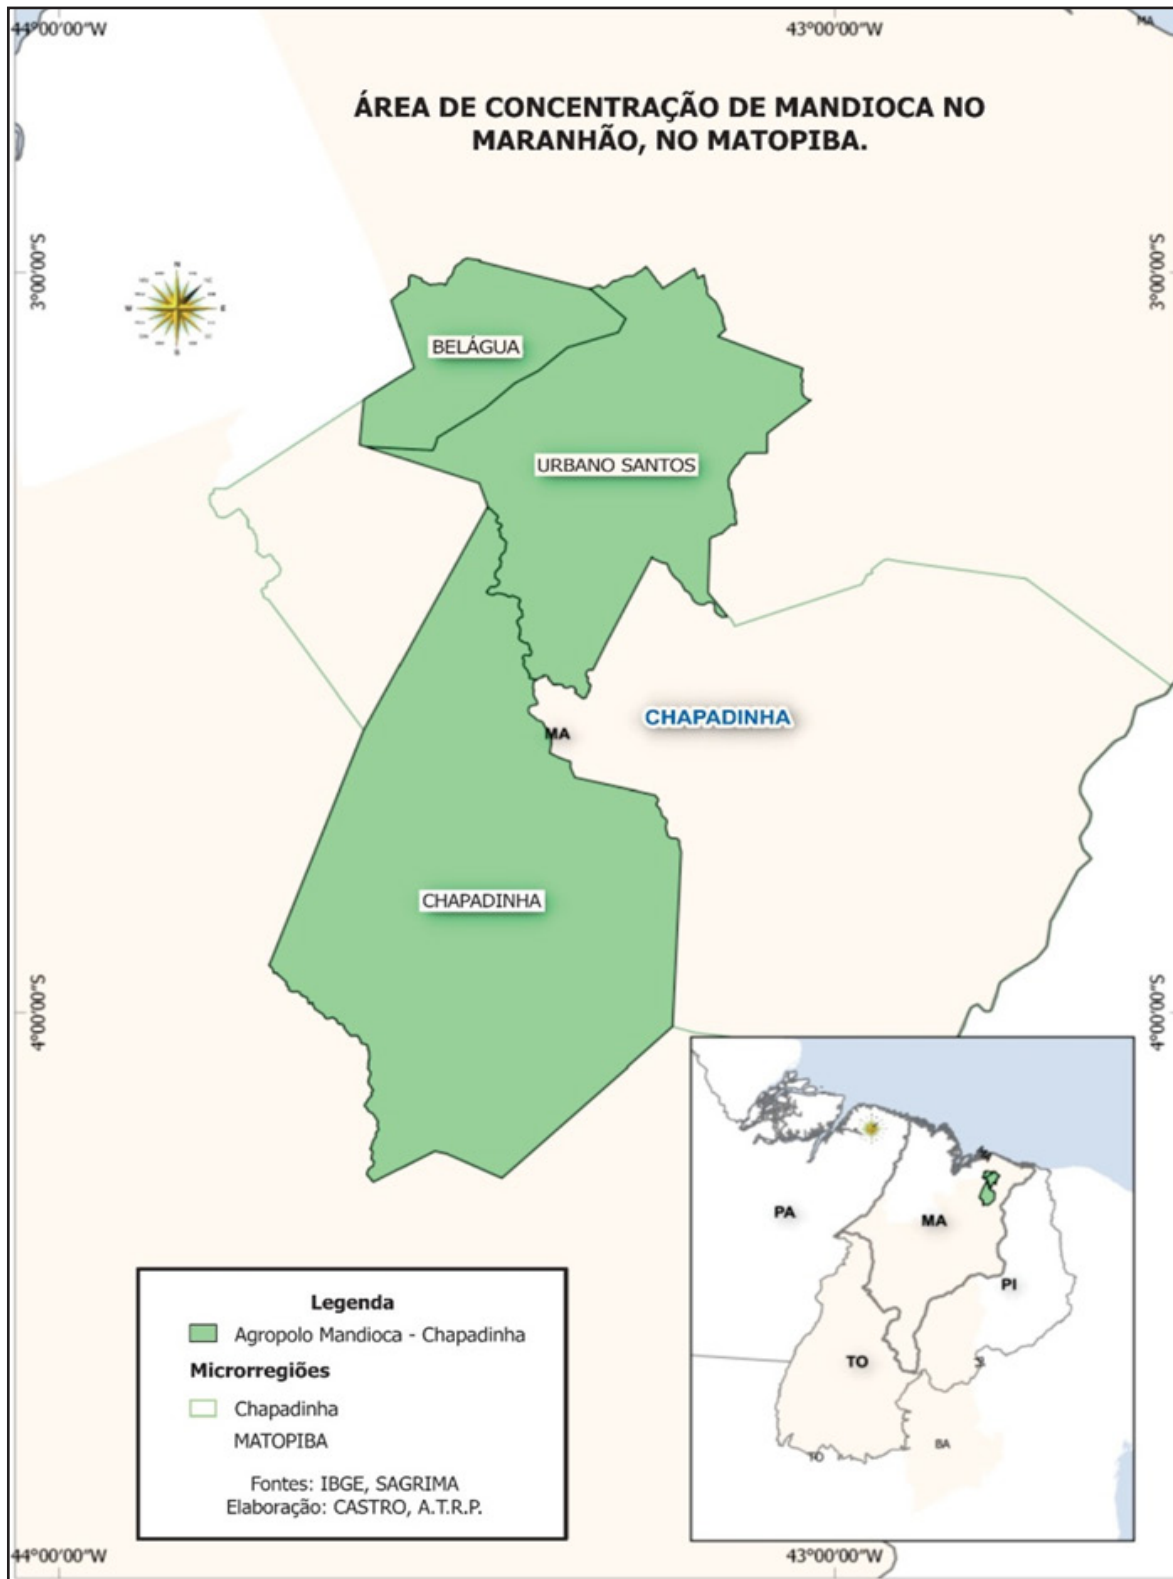 44°00'00"W
43°00'00"W
MA
ÁREA DE CONCENTRAÇÃO DE MANDIOCA NO
MARANHÃO, NO MATOPIBA.
3°00'00"S
3°00'00"S
N
BELÁGUA
URBANO SANTOS
CHAPADINHA
MA
CHAPADINHA
4°00'00"S
4°00'00"S
PA
MA
PI
TO
TO
BA
Legenda
Agropolo Mandioca - Chapadinha
Microrregiões
Chapadinha
MATOPIBA
Fontes: IBGE, SAGRIMA
Elaboração: CASTRO, A.T.R.P.
44°00'00"W
43°00'00"W